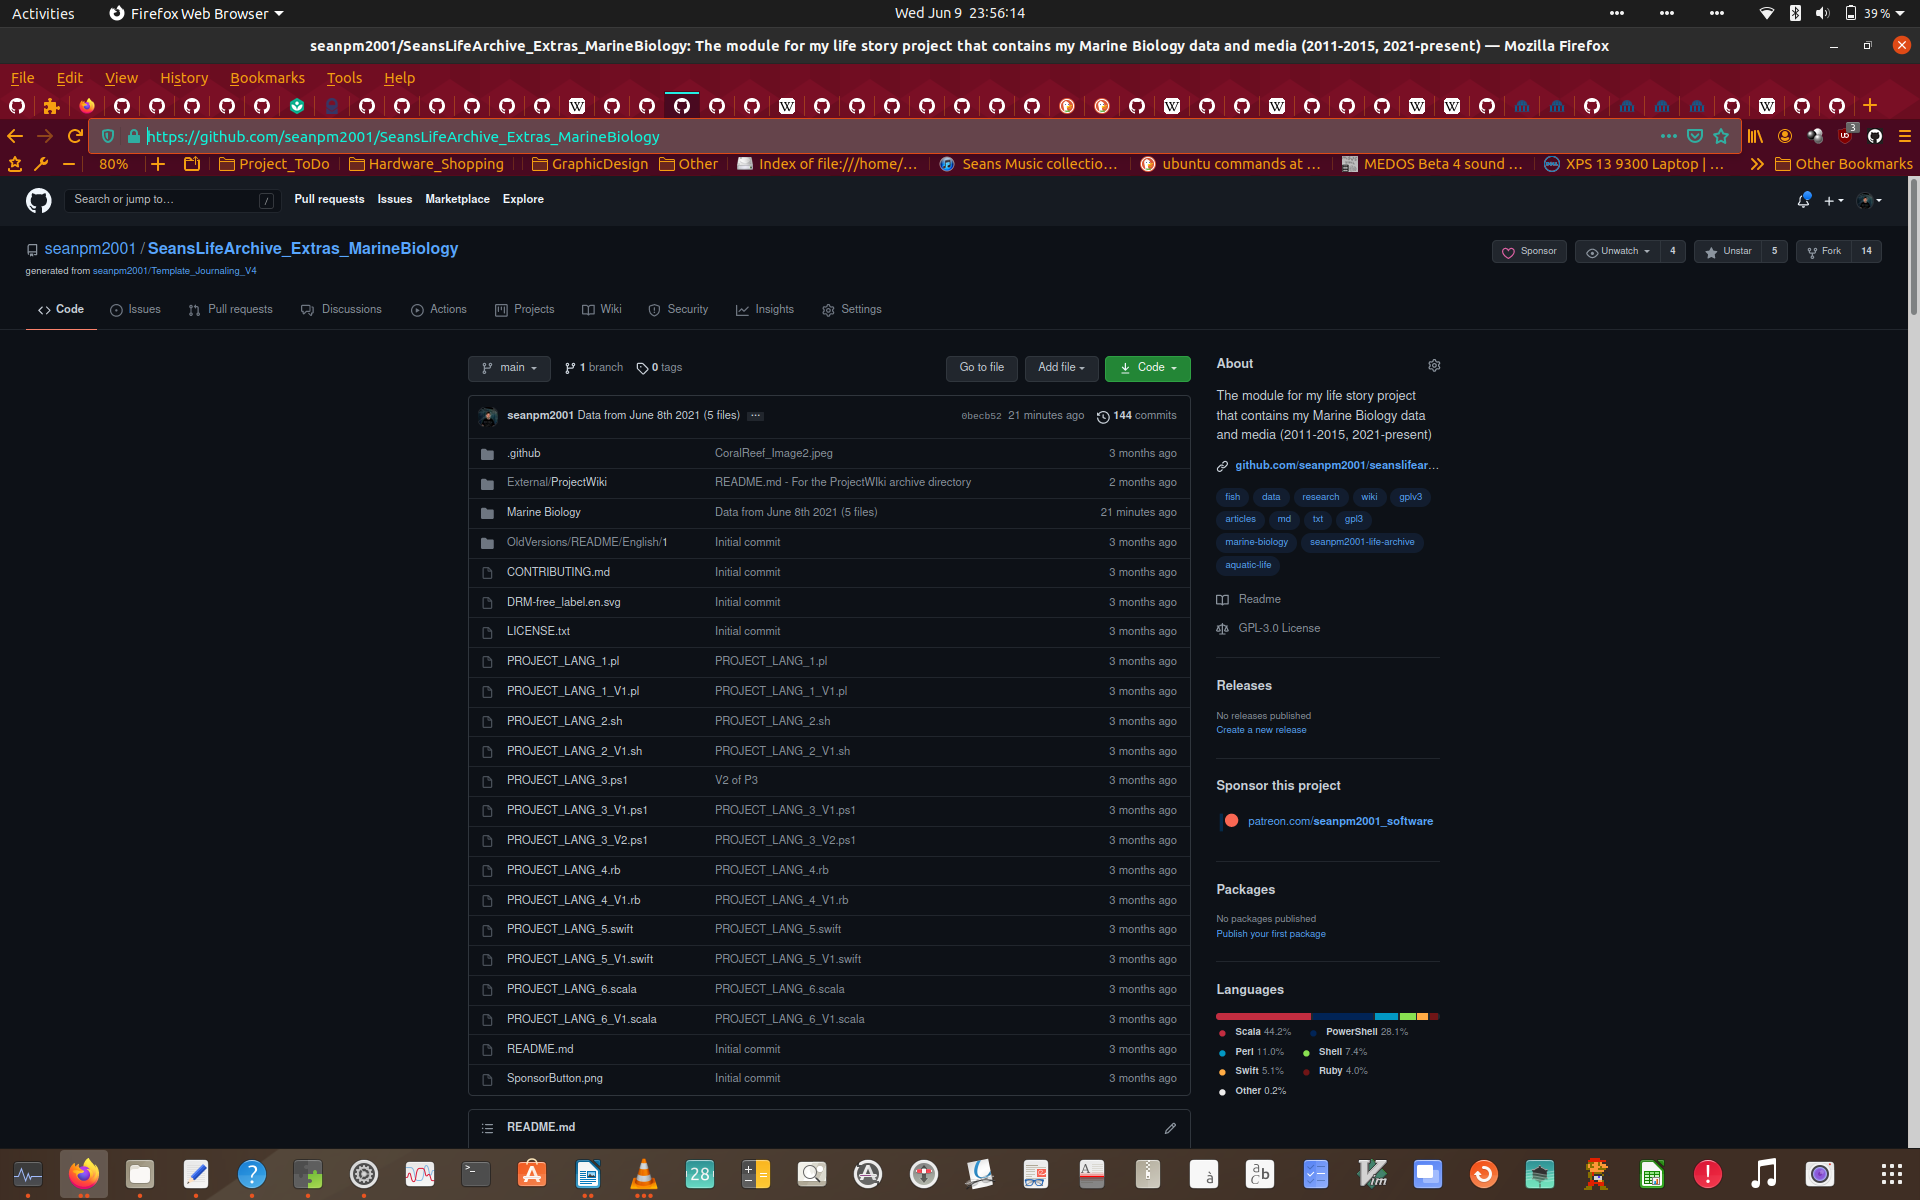 Activities Firefox Web Browser Wed Jun 9 23:56:14 39 %
seanpm2001/SeansLifeArchive_Extras_MarineBiology: The module for my life story project that contains my Marine Biology data and media (2011-2015, 2021-present) — Mozilla Firefox
File Edit View History Bookmarks Tools Help
https://github.com/seanpm2001/SeansLifeArchive_Extras_MarineBiology 3
80% Project_ToDo Hardware_Shopping GraphicDesign Other Index of file:///home/… Seans Music collectio… ubuntu commands at … MEDOS Beta 4 sound … XPS 13 9300 Laptop | … Other Bookmarks
Search or jump to… / Pull requests Issues Marketplace Explore
seanpm2001 / SeansLifeArchive_Extras_MarineBiology Sponsor Unwatch 4 Unstar 5 Fork 14
generated from seanpm2001/Template_Journaling_V4
Code Issues Pull requests Discussions Actions Projects Wiki Security Insights Settings
main 1 branch 0 tags Go to file Add file Code
seanpm2001 Data from June 8th 2021 (5 files) 0becb52 21 minutes ago 144 commits
.github CoralReef_Image2.jpeg 3 months ago
External/ProjectWiki README.md - For the ProjectWIki archive directory 2 months ago
Marine Biology Data from June 8th 2021 (5 files) 21 minutes ago
OldVersions/README/English/1 Initial commit 3 months ago
CONTRIBUTING.md Initial commit 3 months ago
DRM-free_label.en.svg Initial commit 3 months ago
LICENSE.txt Initial commit 3 months ago
PROJECT_LANG_1.pl PROJECT_LANG_1.pl 3 months ago
PROJECT_LANG_1_V1.pl PROJECT_LANG_1_V1.pl 3 months ago
PROJECT_LANG_2.sh PROJECT_LANG_2.sh 3 months ago
PROJECT_LANG_2_V1.sh PROJECT_LANG_2_V1.sh 3 months ago
PROJECT_LANG_3.ps1 V2 of P3 3 months ago
PROJECT_LANG_3_V1.ps1 PROJECT_LANG_3_V1.ps1 3 months ago
PROJECT_LANG_3_V2.ps1 PROJECT_LANG_3_V2.ps1 3 months ago
PROJECT_LANG_4.rb PROJECT_LANG_4.rb 3 months ago
PROJECT_LANG_4_V1.rb PROJECT_LANG_4_V1.rb 3 months ago
PROJECT_LANG_5.swift PROJECT_LANG_5.swift 3 months ago
PROJECT_LANG_5_V1.swift PROJECT_LANG_5_V1.swift 3 months ago
PROJECT_LANG_6.scala PROJECT_LANG_6.scala 3 months ago
PROJECT_LANG_6_V1.scala PROJECT_LANG_6_V1.scala 3 months ago
README.md Initial commit 3 months ago
SponsorButton.png Initial commit 3 months ago
README.md
About
The module for my life story project
that contains my Marine Biology data
and media (2011-2015, 2021-present)
github.com/seanpm2001/seanslifear…
fish data research wiki gplv3
articles md txt gpl3
marine-biology seanpm2001-life-archive
aquatic-life
Readme
GPL-3.0 License
Releases
No releases published
Create a new release
Sponsor this project
patreon.com/seanpm2001_software
Packages
No packages published
Publish your first package
Languages
Scala 44.2% PowerShell 28.1%
Perl 11.0% Shell 7.4%
Swift 5.1% Ruby 4.0%
Other 0.2%
28